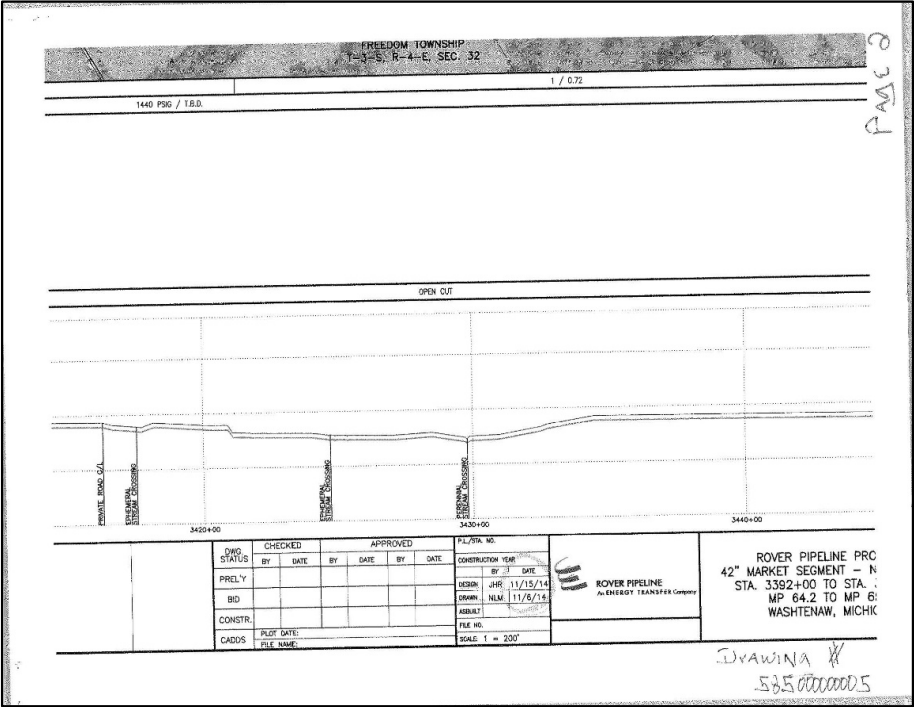 FREEDOM TOWNSHIP
T-3-S, R-4-E, SEC. 32
PAGE 2
1 / 0.72
1440 PSIG / T.B.D.
OPEN CUT
PRIVATE ROAD C/L
EPHEMERAL
STREAM CROSSING
EPHEMERAL
STREAM CROSSING
PERENNIAL
STREAM CROSSING
3420+00
3430+00
3440+00
DWG STATUS
CHECKED
APPROVED
BY DATE BY DATE BY DATE
PREL'Y
BID
CONSTR.
CADDS
PLOT DATE:
FILE NAME:
P.L./STA. NO.
CONSTRUCTION YEAR
BY DATE
DESIGN JHR 11/15/14
DRAWN NLM 11/6/14
ASBUILT
FILE NO.
SCALE: 1 = 200'
ROVER PIPELINE
An ENERGY TRANSFER Company
ROVER PIPELINE PRO
42" MARKET SEGMENT - N
STA. 3392+00 TO STA.
MP 64.2 TO MP 6
WASHTENAW, MICHIG
Drawing #